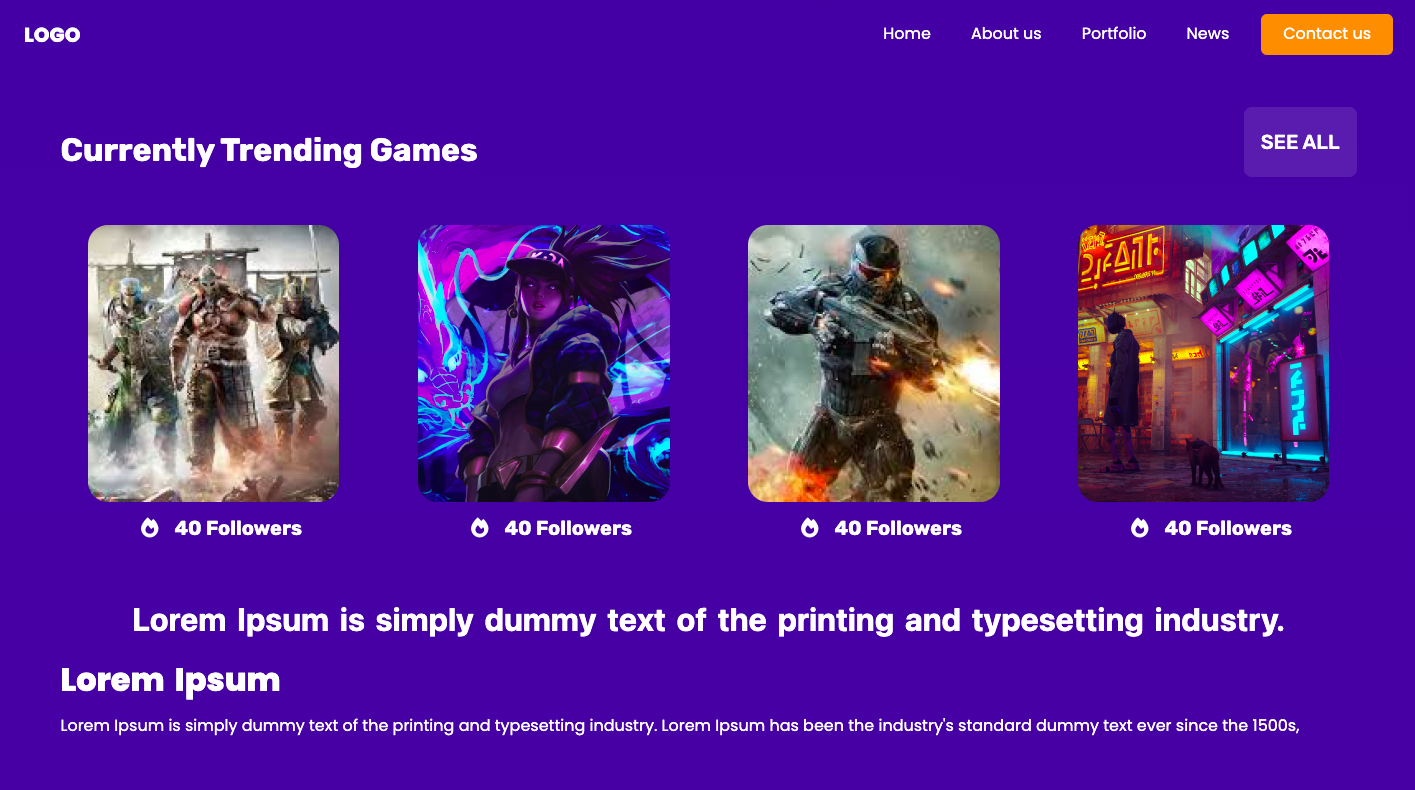 LOGO
Home
About us
Portfolio
News
Contact us
Currently Trending Games
SEE ALL
40 Followers
40 Followers
40 Followers
40 Followers
Lorem Ipsum is simply dummy text of the printing and typesetting industry.
Lorem Ipsum
Lorem Ipsum is simply dummy text of the printing and typesetting industry. Lorem Ipsum has been the industry's standard dummy text ever since the 1500s,